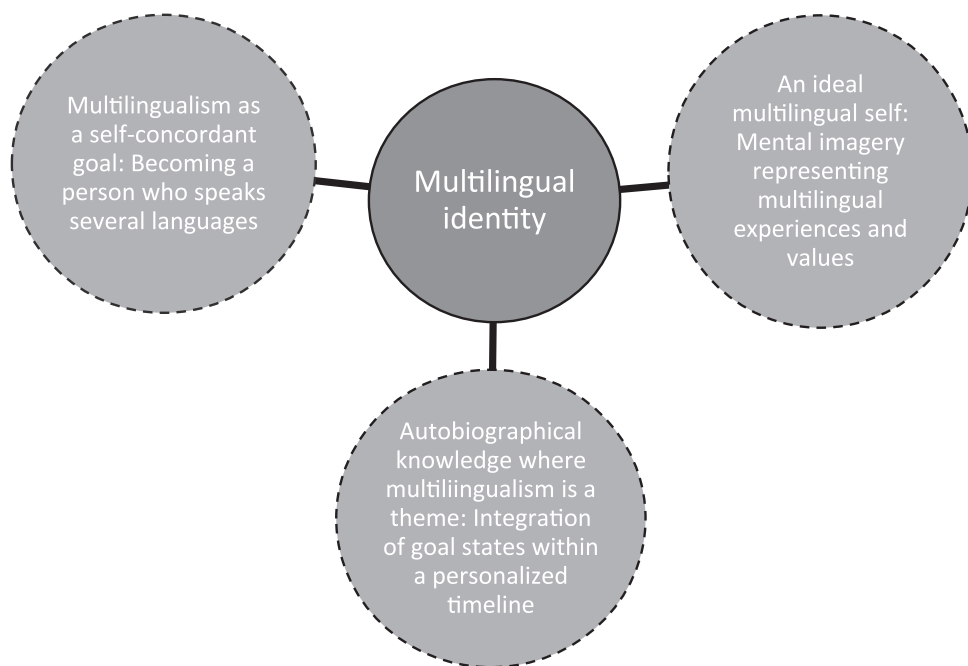 Multilingualism as
a self-concordant
goal: Becoming a
person who speaks
several languages
Multilingual
identity
An ideal
multilingual self:
Mental imagery
representing
multilingual
experiences and
values
Autobiographical
knowledge where
multiliingualism is a
theme: Integration
of goal states within
a personalized
timeline